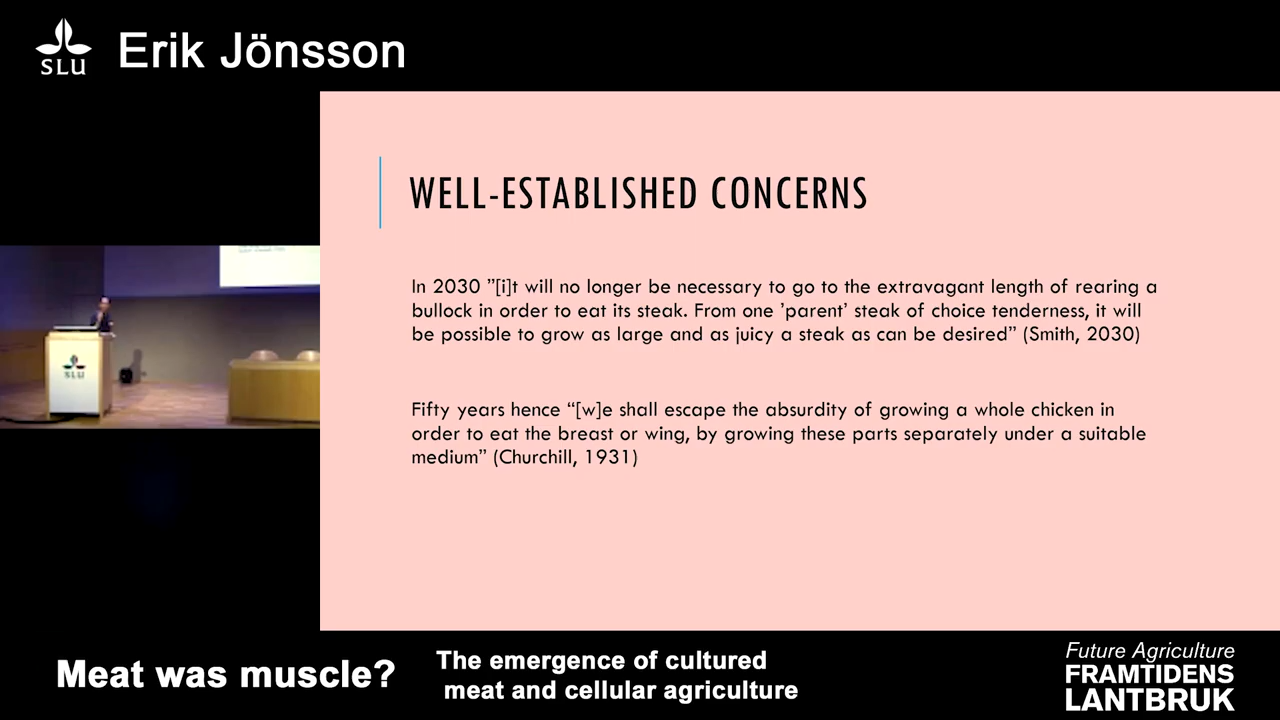 SLU
Erik Jönsson
WELL-ESTABLISHED CONCERNS
In 2030 ”[i]t will no longer be necessary to go to the extravagant length of rearing a
bullock in order to eat its steak. From one ’parent’ steak of choice tenderness, it will
be possible to grow as large and as juicy a steak as can be desired” (Smith, 2030)
Fifty years hence “[w]e shall escape the absurdity of growing a whole chicken in
order to eat the breast or wing, by growing these parts separately under a suitable
medium” (Churchill, 1931)
SLU
Meat was muscle?
The emergence of cultured
meat and cellular agriculture
Future Agriculture
FRAMTIDENS
LANTBRUK